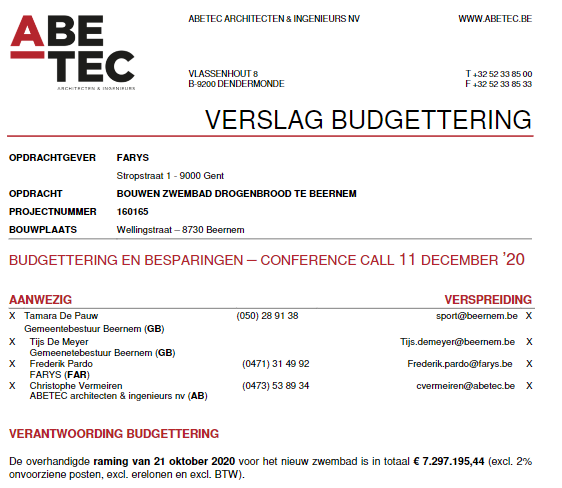 ABE
TEC
ARCHITECTEN & INGENIEURS
ABETEC ARCHITECTEN & INGENIEURS NV WWW.ABETEC.BE
VLASSENHOUT 8 T +32 52 33 85 00
B-9200 DENDERMONDE F +32 52 33 85 33
VERSLAG BUDGETTERING
OPDRACHTGEVER FARYS
Stropstraat 1 - 9000 Gent
OPDRACHT BOUWEN ZWEMBAD DROGENBROOD TE BEERNEM
PROJECTNUMMER 160165
BOUWPLAATS Wellingstraat – 8730 Beernem
BUDGETTERING EN BESPARINGEN – CONFERENCE CALL 11 DECEMBER '20
AANWEZIG VERSPREIDING
X Tamara De Pauw (050) 28 91 38 sport@beernem.be X
Gemeentebestuur Beernem (GB)
X Tijs De Meyer Tijs.demeyer@beernem.be X
Gemeenetebestuur Beernem (GB)
X Frederik Pardo (0471) 31 49 92 Frederik.pardo@farys.be X
FARYS (FAR)
X Christophe Vermeiren (0473) 53 89 34 cvermeiren@abetec.be X
ABETEC architecten & ingenieurs nv (AB)
VERANTWOORDING BUDGETTERING
De overhandigde raming van 21 oktober 2020 voor het nieuw zwembad is in totaal € 7.297.195,44 (excl. 2%
onvoorziene posten, excl. erelonen en excl. BTW).